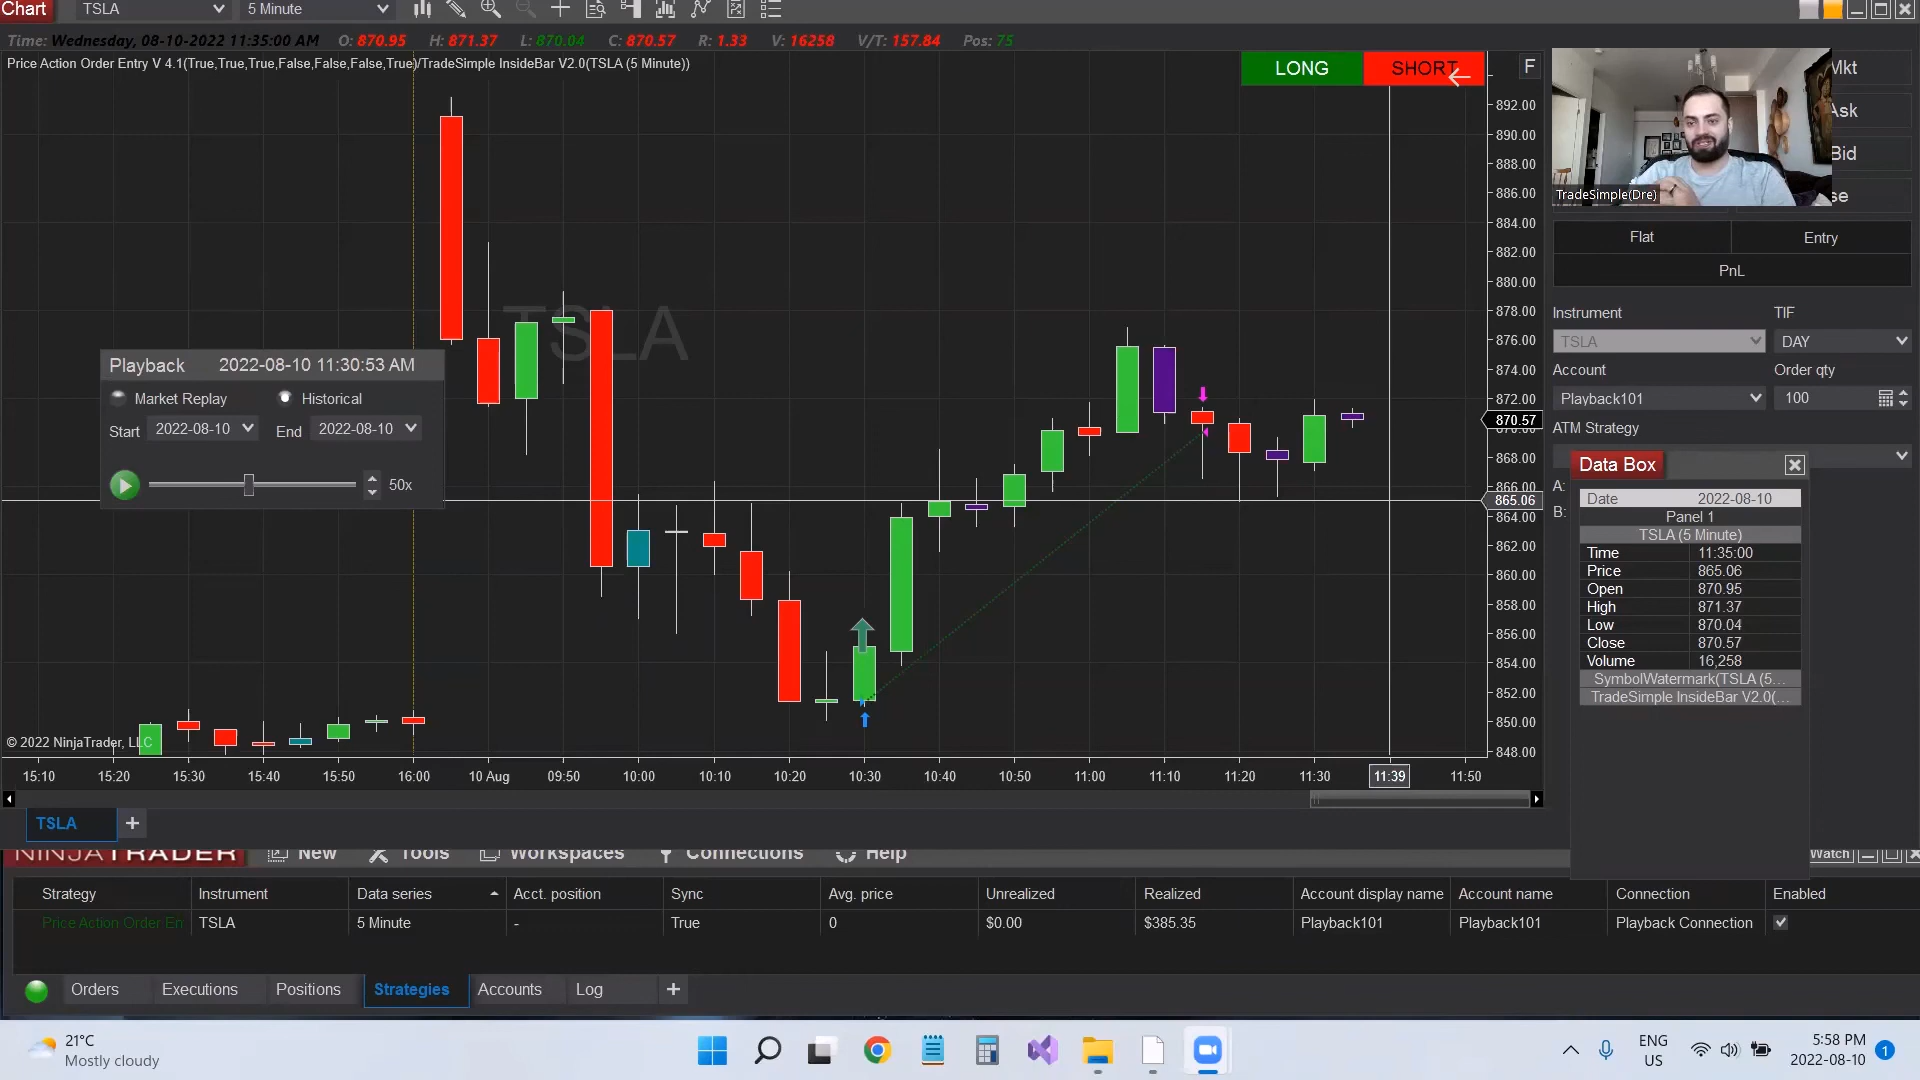 Chart TSLA 5 Minute
Time: Wednesday, 08-10-2022 11:35:00 AM O: 870.95 H: 871.37 L: 870.04 C: 870.57 R: 1.33 V: 16258 V/T: 157.84 Pos: 75
Price Action Order Entry V 4.1(True,True,True,False,False,False,True)/TradeSimple InsideBar V2.0(TSLA (5 Minute))
LONG SHORT F
TSLA
892.00
890.00
888.00
886.00
884.00
882.00
880.00
878.00
876.00
874.00
872.00
870.57
868.00
866.00
865.06
864.00
862.00
860.00
858.00
856.00
854.00
852.00
850.00
848.00
Playback 2022-08-10 11:30:53 AM
Market Replay Historical
Start 2022-08-10 End 2022-08-10
50x
© 2022 NinjaTrader, LLC
15:10 15:20 15:30 15:40 15:50 16:00 10 Aug 09:50 10:00 10:10 10:20 10:30 10:40 10:50 11:00 11:10 11:20 11:30 11:39 11:50
TSLA +
TradeSimple(Dre)
Mkt
Ask
Bid
se
Flat Entry
PnL
Instrument TIF
TSLA DAY
Account Order qty
Playback101 100
ATM Strategy
A:
B:
Data Box
Date 2022-08-10
Panel 1
TSLA (5 Minute)
Time 11:35:00
Price 865.06
Open 870.95
High 871.37
Low 870.04
Close 870.57
Volume 16,258
SymbolWatermark(TSLA (5...
TradeSimple InsideBar V2.0(...
NINJATRADER New Tools Workspaces Connections Help Watch
Strategy Instrument Data series Acct. position Sync Avg. price Unrealized Realized Account display name Account name Connection Enabled
Price Action Order En TSLA 5 Minute - True 0 $0.00 $385.35 Playback101 Playback101 Playback Connection
Orders Executions Positions Strategies Accounts Log +
21°C
Mostly cloudy
ENG
US
5:58 PM
2022-08-10
1